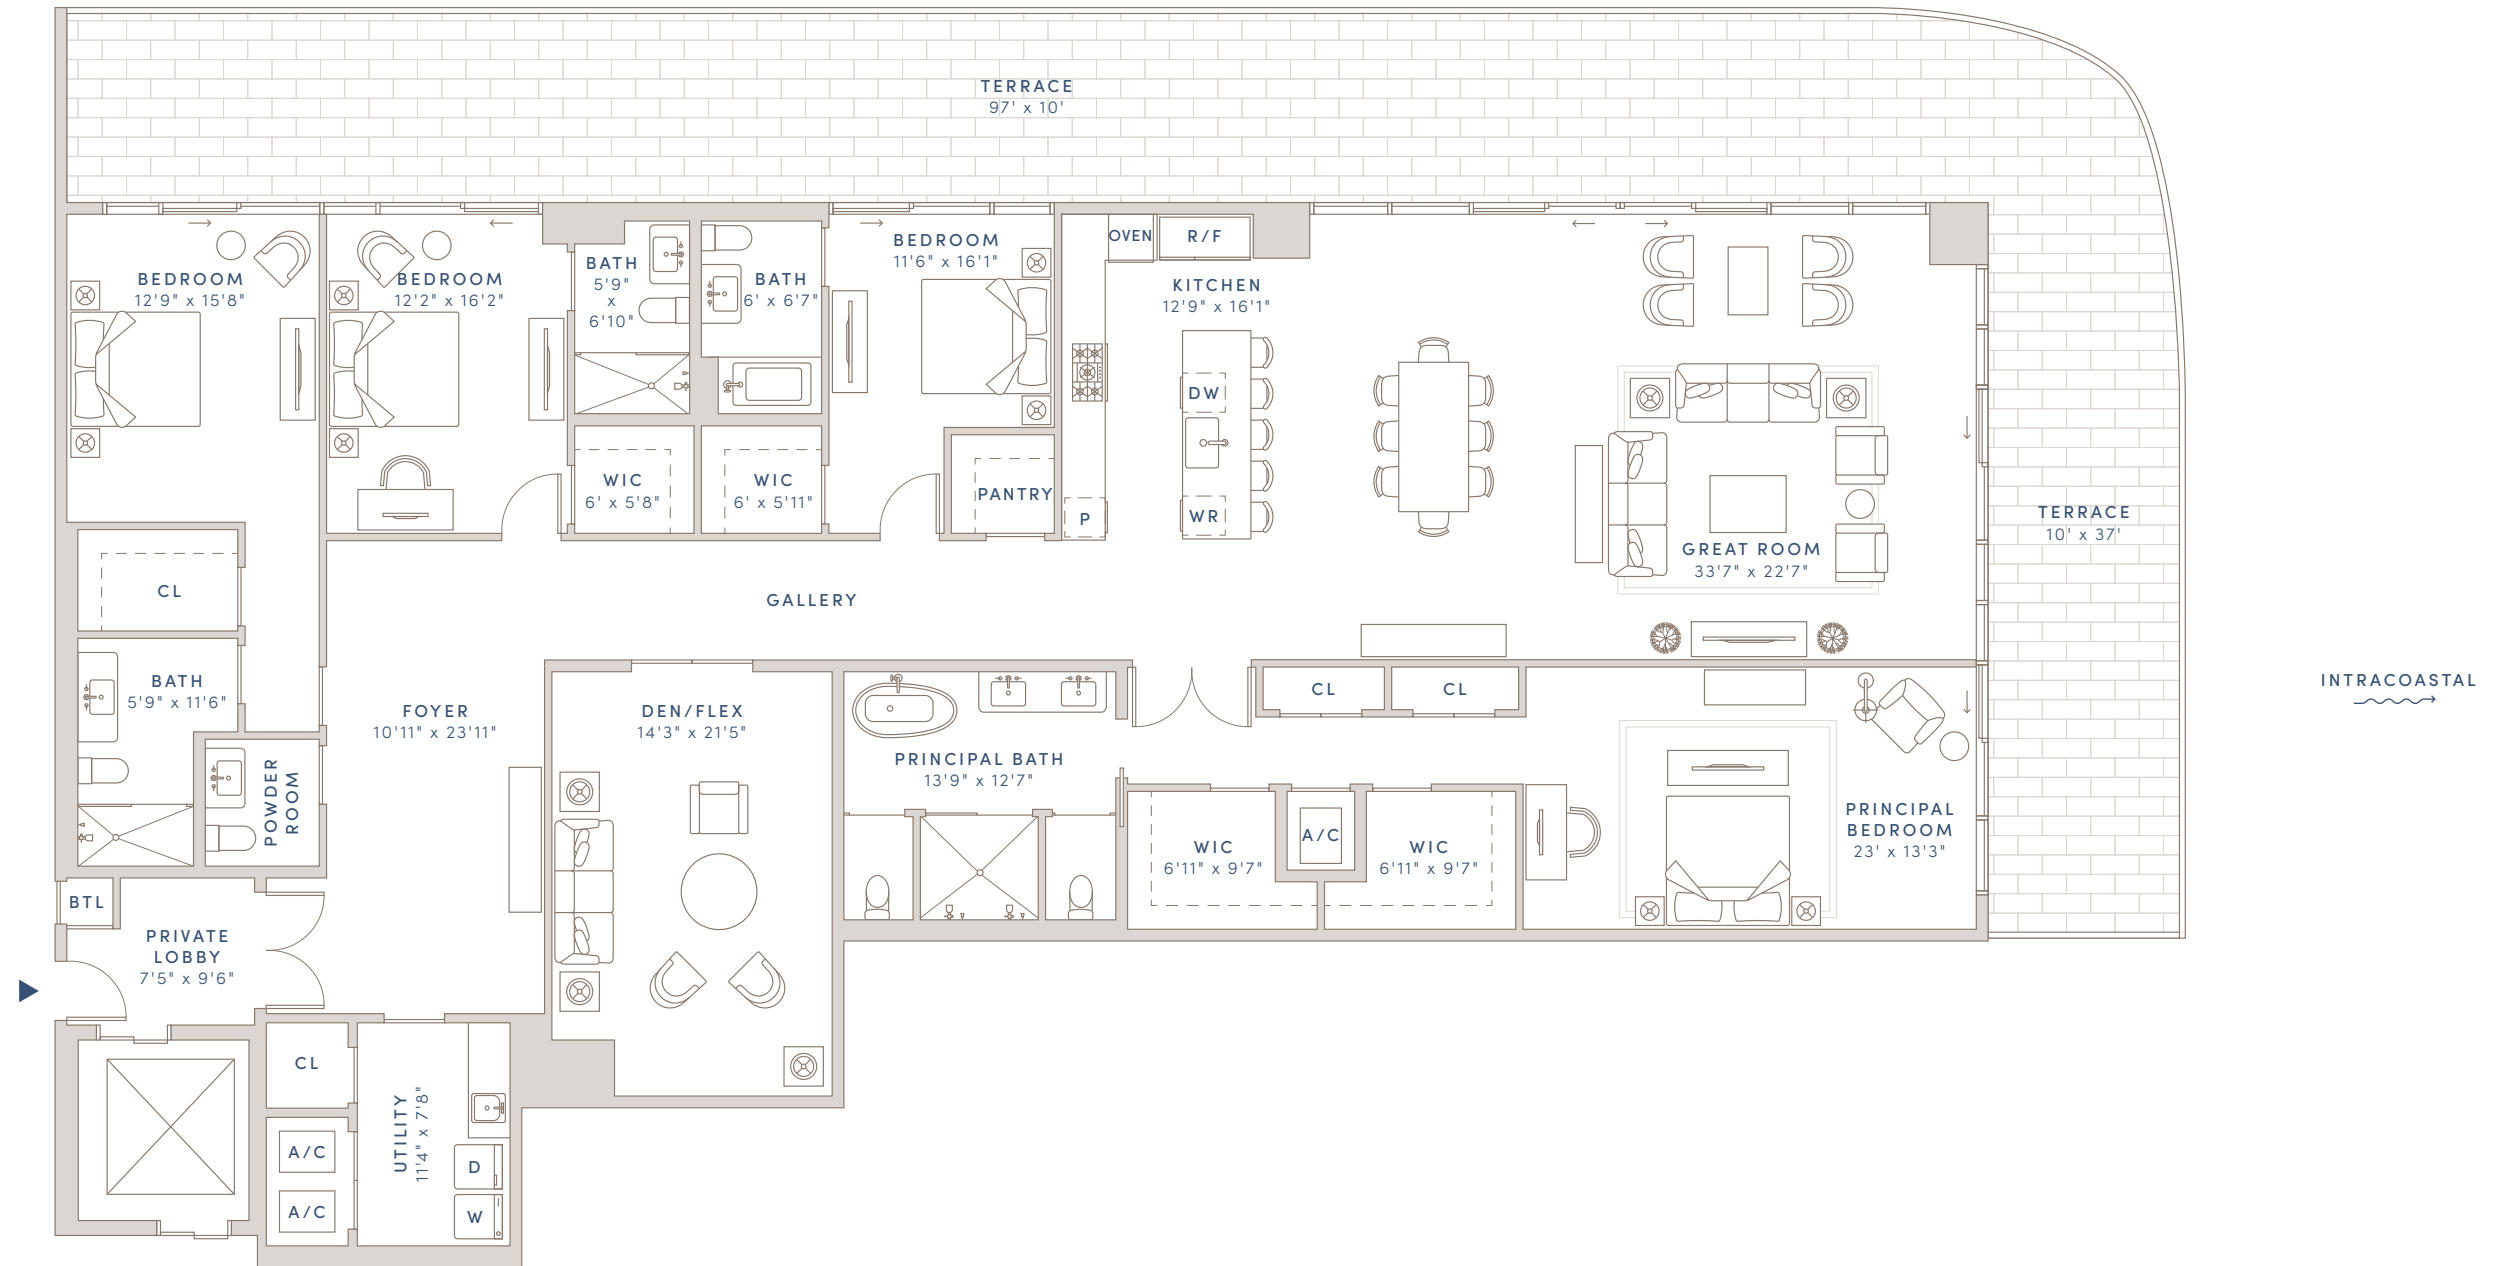 TERRACE
97' x 10'
BEDROOM
12'9" x 15'8"
BEDROOM
12'2" x 16'2"
BATH
5'9"
x
6'10"
BATH
6' x 6'7"
BEDROOM
11'6" x 16'1"
OVEN
R/F
KITCHEN
12'9" x 16'1"
DW
WR
P
PANTRY
WIC
6' x 5'8"
WIC
6' x 5'11"
GREAT ROOM
33'7" x 22'7"
TERRACE
10' x 37'
CL
GALLERY
BATH
5'9" x 11'6"
FOYER
10'11" x 23'11"
DEN/FLEX
14'3" x 21'5"
PRINCIPAL BATH
13'9" x 12'7"
CL
CL
INTRACOASTAL
POWDER
ROOM
WIC
6'11" x 9'7"
A/C
WIC
6'11" x 9'7"
PRINCIPAL
BEDROOM
23' x 13'3"
BTL
PRIVATE
LOBBY
7'5" x 9'6"
CL
UTILITY
11'4" x 7'8"
A/C
A/C
D
W